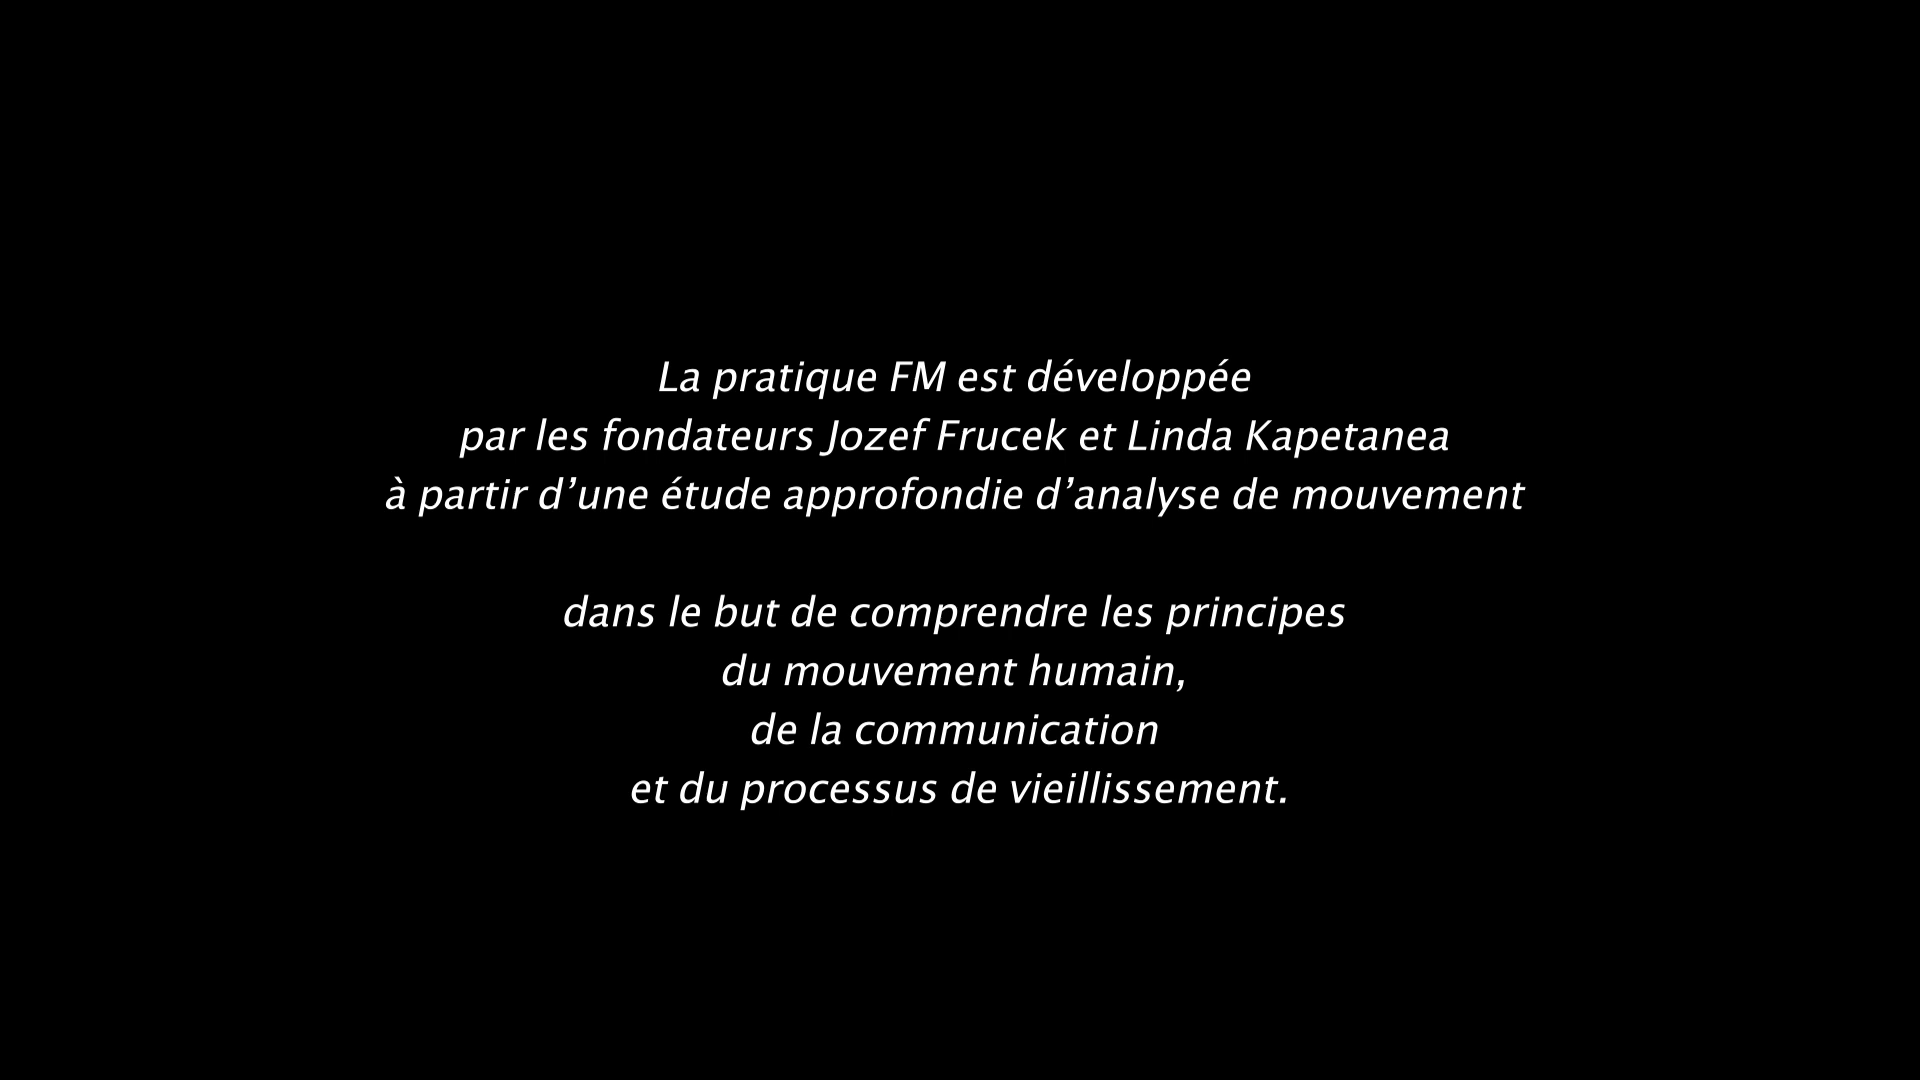 La pratique FM est développée
par les fondateurs Jozef Frucek et Linda Kapetanea
à partir d’une étude approfondie d’analyse de mouvement
dans le but de comprendre les principes
du mouvement humain,
de la communication
et du processus de vieillissement.